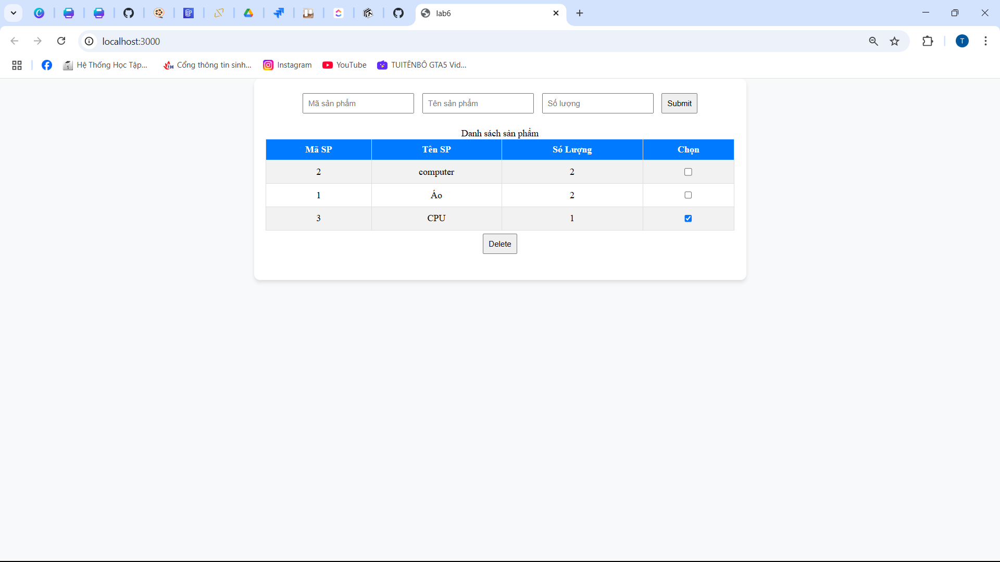 lab6
localhost:3000
T
Hệ Thống Học Tập... Cổng thông tin sinh... Instagram YouTube TUITÊNBÔ GTA5 Vid...
Mã sản phẩm Tên sản phẩm Số lượng Submit
Danh sách sản phẩm
Mã SP Tên SP Só Lượng Chọn
2 computer 2
1 Áo 2
3 CPU 1
Delete